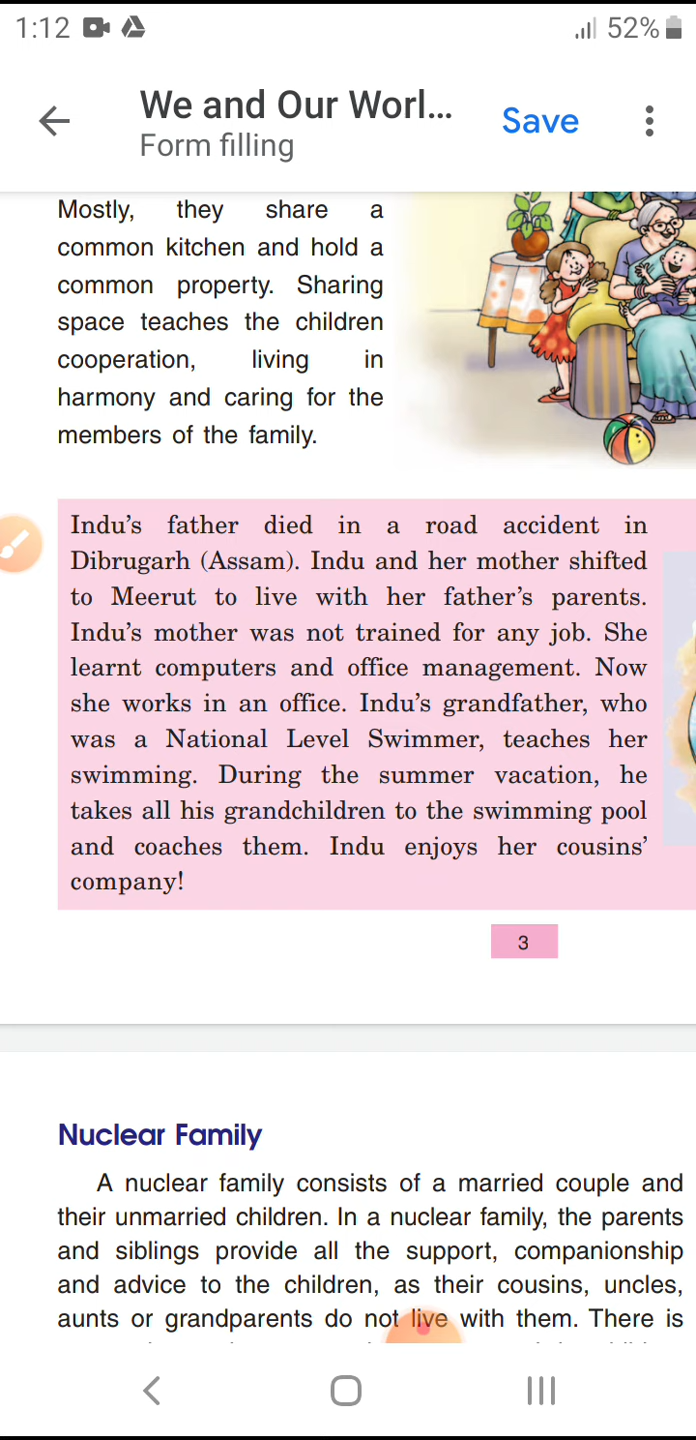 1:12
52%
We and Our Worl...
Save
Form filling
Mostly, they share a
common kitchen and hold a
common property. Sharing
space teaches the children
cooperation, living in
harmony and caring for the
members of the family.
Indu's father died in a road accident in
Dibrugarh (Assam). Indu and her mother shifted
to Meerut to live with her father's parents.
Indu's mother was not trained for any job. She
learnt computers and office management. Now
she works in an office. Indu's grandfather, who
was a National Level Swimmer, teaches her
swimming. During the summer vacation, he
takes all his grandchildren to the swimming pool
and coaches them. Indu enjoys her cousins'
company!
3
Nuclear Family
A nuclear family consists of a married couple and
their unmarried children. In a nuclear family, the parents
and siblings provide all the support, companionship
and advice to the children, as their cousins, uncles,
aunts or grandparents do not live with them. There is